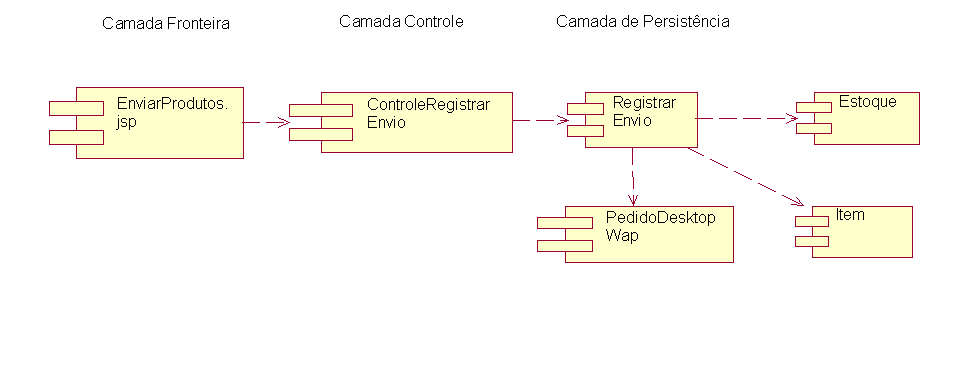 Camada Fronteira
Camada Controle
Camada de Persistência
EnviarProdutos.
jsp
ControleRegistrar
Envio
Registrar
Envio
Estoque
PedidoDesktop
Wap
Item